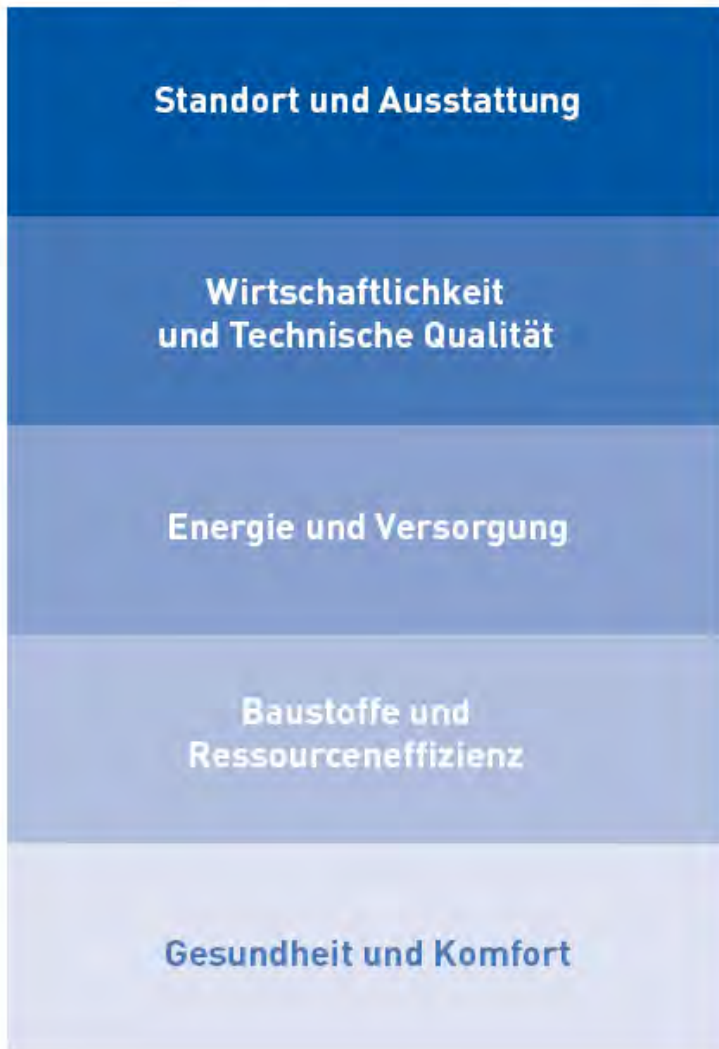 Standort und Ausstattung
Wirtschaftlichkeit
und Technische Qualität
Energie und Versorgung
Baustoffe und
Ressourceneffizienz
Gesundheit und Komfort